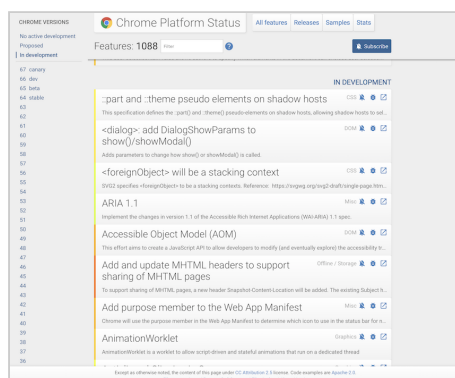 CHROME VERSIONS
No active development
Proposed
In development
67 canary
66 dev
65 beta
64 stable
63
62
61
60
59
58
57
56
55
54
53
52
51
50
49
48
47
46
45
44
43
42
41
40
39
38
37
36
Chrome Platform Status
All features
Releases
Samples
Stats
Features: 1088
Filter
Subscribe
IN DEVELOPMENT
::part and ::theme pseudo elements on shadow hosts
CSS
This specification defines the ::part() and ::theme() pseudo-elements on shadow hosts, allowing shadow hosts to sel...
<dialog>: add DialogShowParams to
show()/showModal()
DOM
Adds parameters to change how show() or showModal() is called.
<foreignObject> will be a stacking context
CSS
SVG2 specifies <foreignObject> to be a stacking contexts. Reference: https://svgwg.org/svg2-draft/single-page.html...
ARIA 1.1
Misc
Implement the changes in version 1.1 of the Accessible Rich Internet Applications (WAI-ARIA) 1.1 spec.
Accessible Object Model (AOM)
DOM
This effort aims to create a JavaScript API to allow developers to modify (and eventually explore) the accessibility tr...
Add and update MHTML headers to support
sharing of MHTML pages
Offline / Storage
To support sharing of MHTML pages, a new header Snapshot-Content-Location will be added. The existing Subject h...
Add purpose member to the Web App Manifest
Misc
Chrome will use the purpose member in the Web App Manifest to determine which icon to use in the status bar for n...
AnimationWorklet
Graphics
AnimationWorklet is a worklet to allow script-driven and stateful animations that run on a dedicated thread
Except as otherwise noted, the content of this page under CC Attribution 2.5 license. Code examples are Apache-2.0.